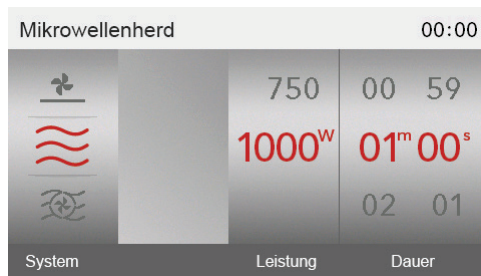 Mikrowellenherd 00:00
750 00 59
1000W 01m 00s
02 01
System Leistung Dauer